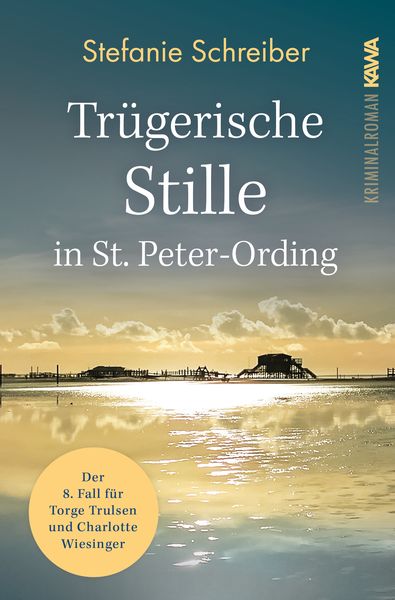 Stefanie Schreiber
Trügerische
Stille
in St. Peter-Ording
KRIMINALROMAN KAWA
Der
8. Fall für
Torge Trulsen
und Charlotte
Wiesinger